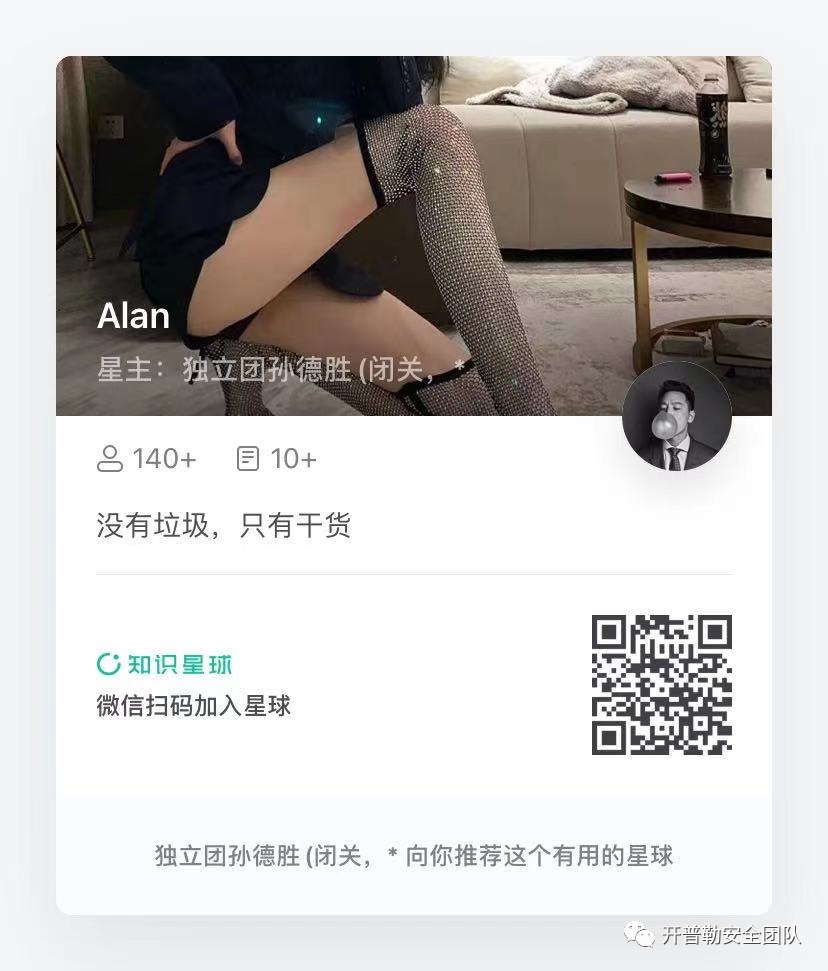 Alan
星主：独立团孙德胜 (闭关，*
140+ 10+
没有垃圾，只有干货
知识星球
微信扫码加入星球
独立团孙德胜 (闭关，* 向你推荐这个有用的星球
开普勒安全团队